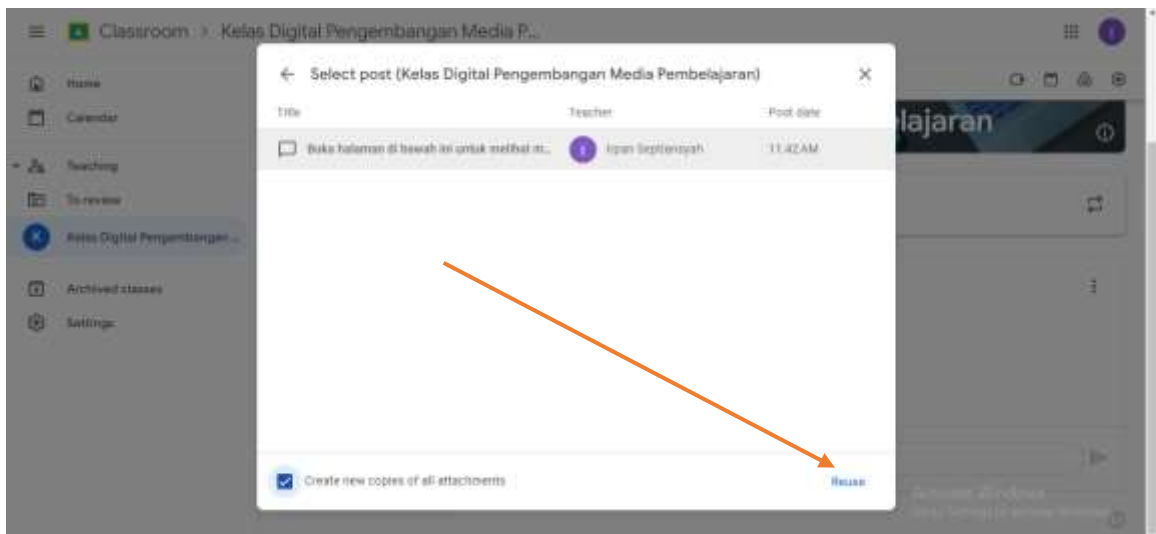 Classroom > Kelas Digital Pengembangan Media P...
Home
Calendar
Teaching
To review
Kelas Digital Pengembangan ...
Archived classes
Settings
Select post (Kelas Digital Pengembangan Media Pembelajaran)
Title Teacher Post date
Buka halaman di bawah ini untuk melihat m... Septiansyah 11:42 AM
Create new copies of all attachments
Reuse
lajaran
Activate Windows